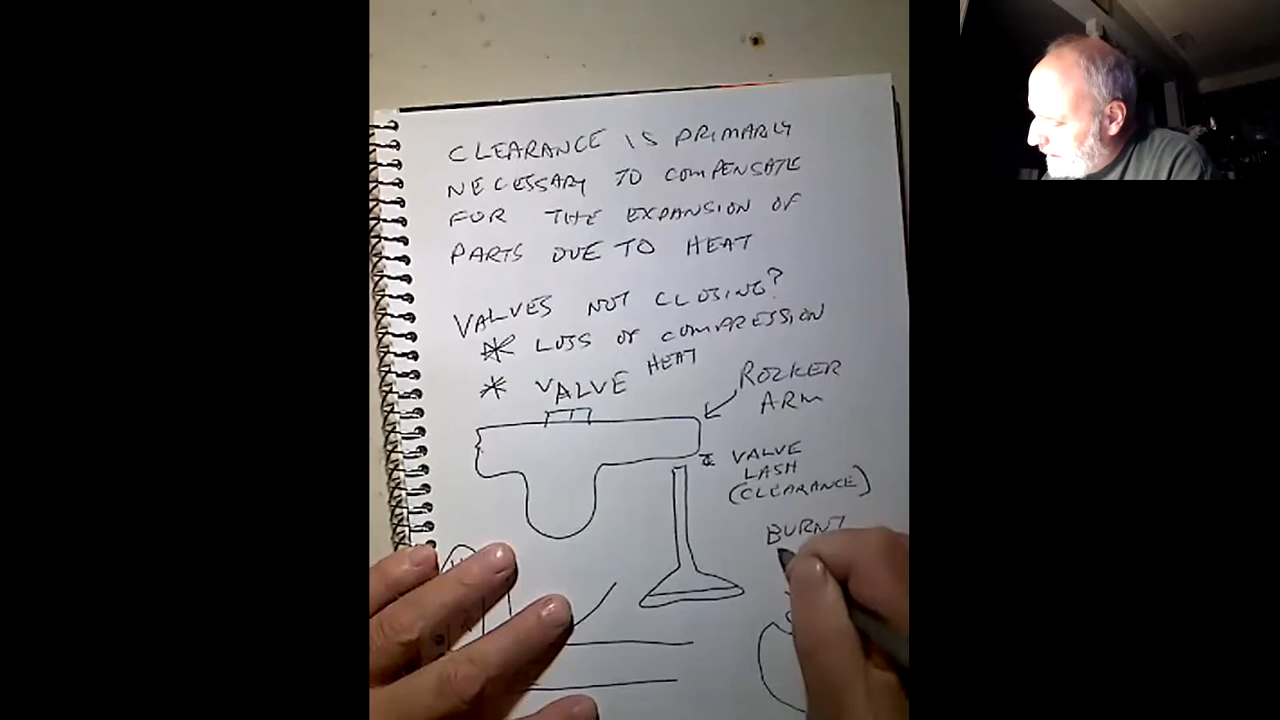 CLEARANCE IS PRIMARLY
NECESSARY TO COMPENSATE
FOR THE EXPANSION OF
PARTS DUE TO HEAT
VALVES NOT CLOSING?
* LOSS OF COMPRESSION
* VALVE HEAT
ROCKER
ARM
VALVE
LASH
(CLEARANCE)
BURNT